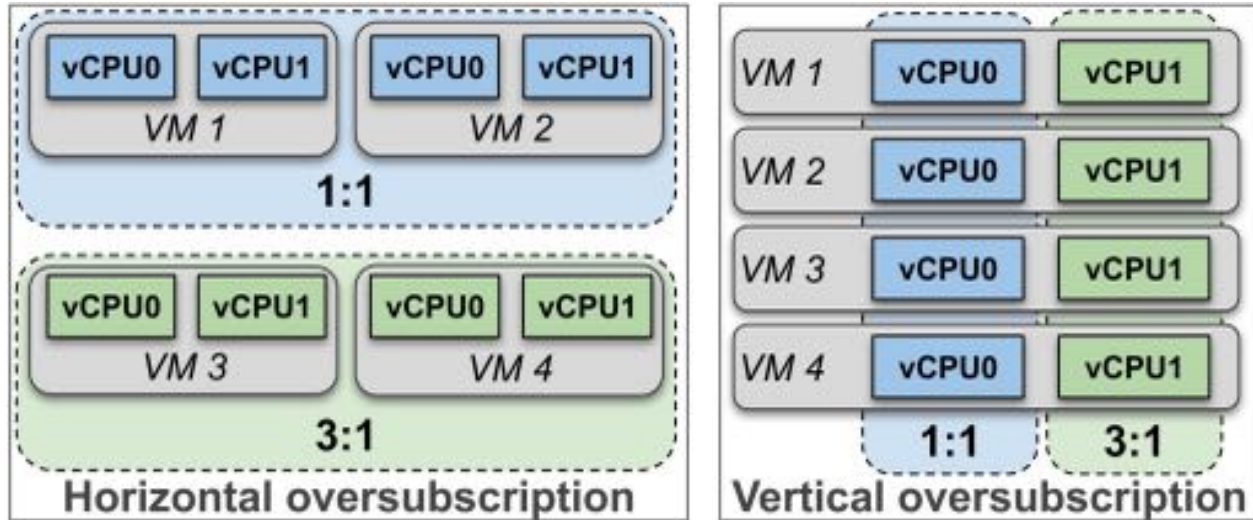 vCPU0 vCPU1 vCPU0 vCPU1
VM 1 VM 2
1:1
vCPU0 vCPU1 vCPU0 vCPU1
VM 3 VM 4
3:1
Horizontal oversubscription
VM 1 vCPU0 vCPU1
VM 2 vCPU0 vCPU1
VM 3 vCPU0 vCPU1
VM 4 vCPU0 vCPU1
1:1 3:1
Vertical oversubscription